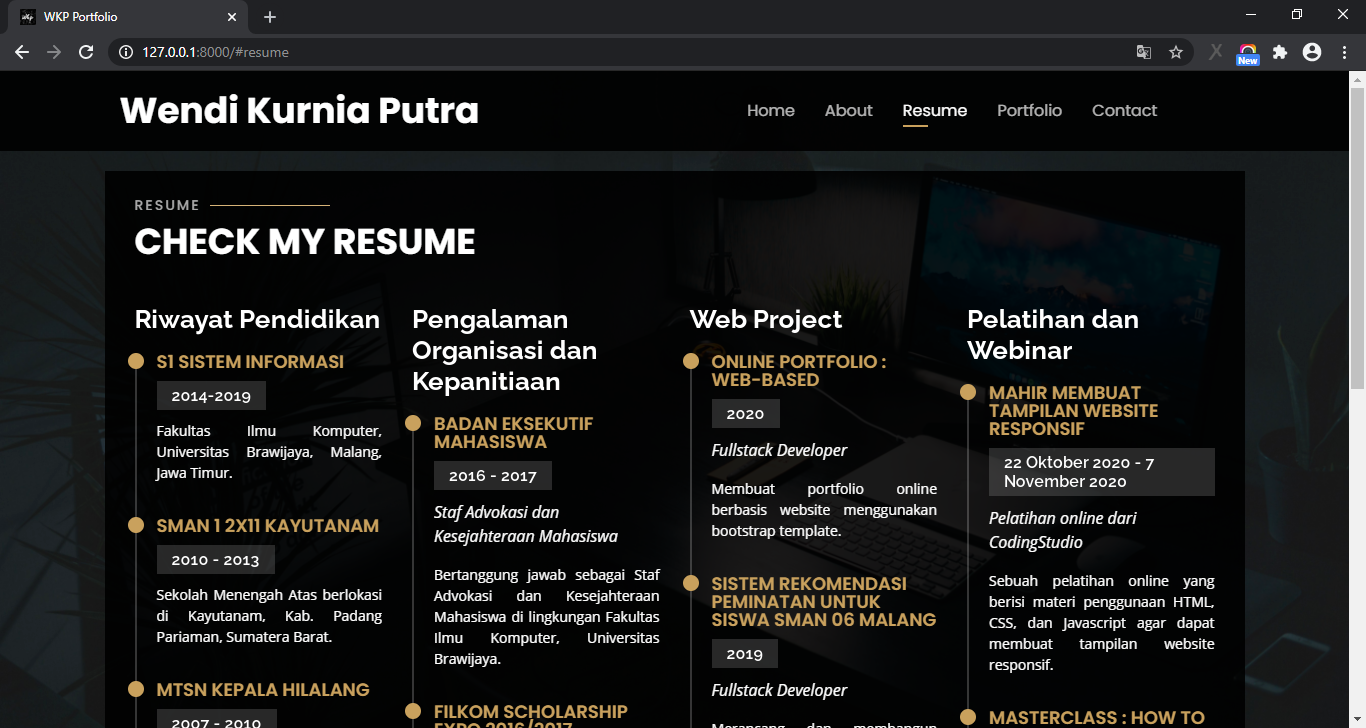 WKP Portfolio
127.0.0.1:8000/#resume
New
Wendi Kurnia Putra
Home About Resume Portfolio Contact
RESUME
CHECK MY RESUME
Riwayat Pendidikan
S1 SISTEM INFORMASI
2014-2019
Fakultas Ilmu Komputer,
Universitas Brawijaya, Malang,
Jawa Timur.
SMAN 1 2X11 KAYUTANAM
2010 - 2013
Sekolah Menengah Atas berlokasi
di Kayutanam, Kab. Padang
Pariaman, Sumatera Barat.
MTSN KEPALA HILALANG
2007 - 2010
Pengalaman
Organisasi dan
Kepanitiaan
BADAN EKSEKUTIF
MAHASISWA
2016 - 2017
Staf Advokasi dan
Kesejahteraan Mahasiswa
Bertanggung jawab sebagai Staf
Advokasi dan Kesejahteraan
Mahasiswa di lingkungan Fakultas
Ilmu Komputer, Universitas
Brawijaya.
FILKOM SCHOLARSHIP
EXPO 2016/2017
Web Project
ONLINE PORTFOLIO :
WEB-BASED
2020
Fullstack Developer
Membuat portfolio online
berbasis website menggunakan
bootstrap template.
SISTEM REKOMENDASI
PEMINATAN UNTUK
SISWA SMAN 06 MALANG
2019
Fullstack Developer
Merancang dan membangun
Pelatihan dan
Webinar
MAHIR MEMBUAT
TAMPILAN WEBSITE
RESPONSIF
22 Oktober 2020 - 7
November 2020
Pelatihan online dari
CodingStudio
Sebuah pelatihan online yang
berisi materi penggunaan HTML,
CSS, dan Javascript agar dapat
membuat tampilan website
responsif.
MASTERCLASS : HOW TO